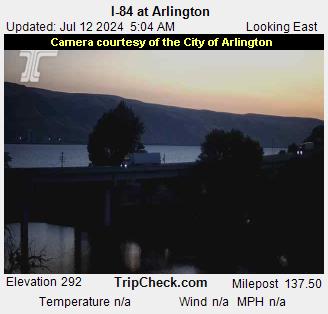 I-84 at Arlington
Updated: Jul 12 2024 5:04 AM Looking East
Camera courtesy of the City of Arlington
Elevation 292 TripCheck.com Milepost 137.50
Temperature n/a Wind n/a MPH n/a